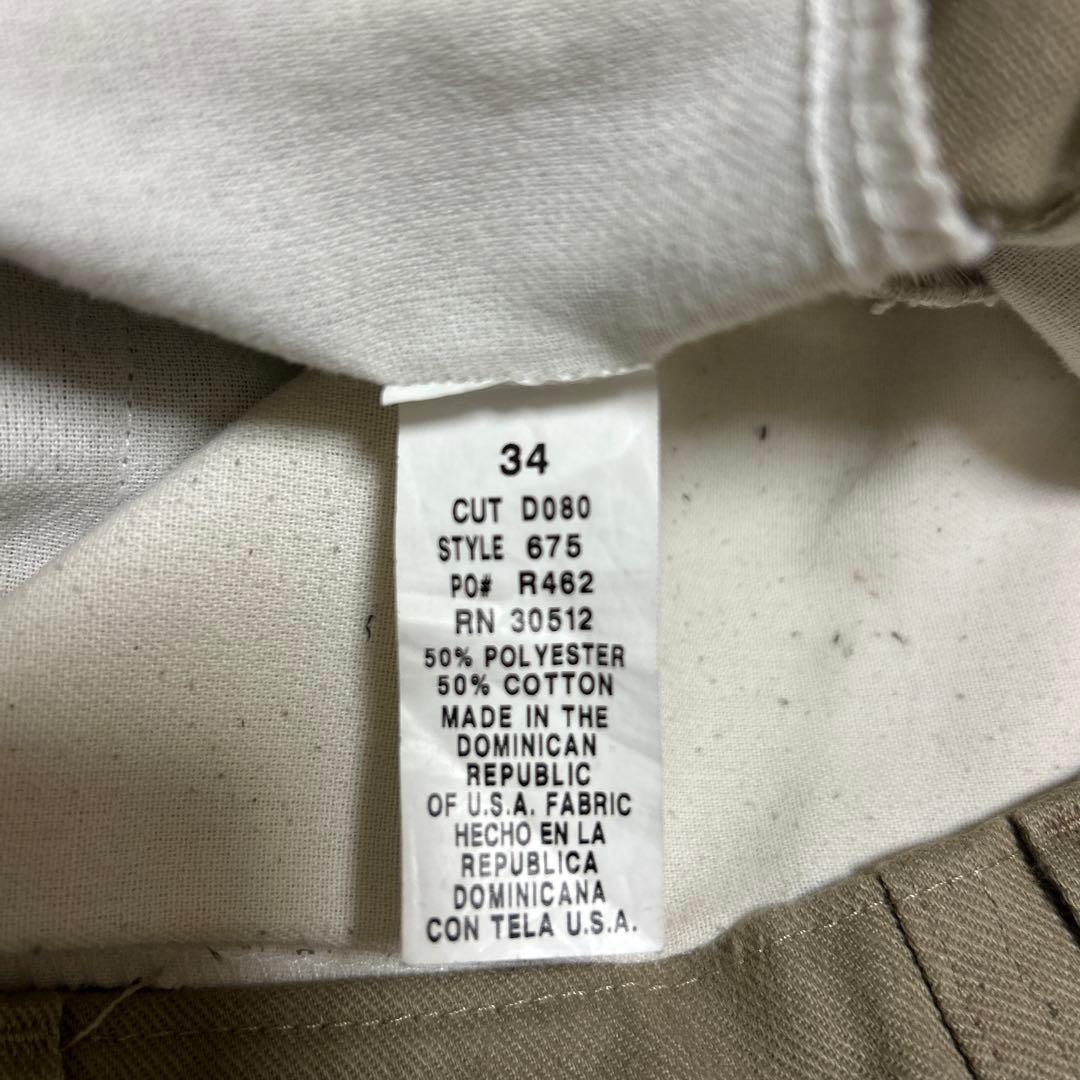 34
CUT D080
STYLE 675
PO# R462
RN 30512
50% POLYESTER
50% COTTON
MADE IN THE
DOMINICAN
REPUBLIC
OF U.S.A. FABRIC
HECHO EN LA
REPUBLICA
DOMINICANA
CON TELA U.S.A.